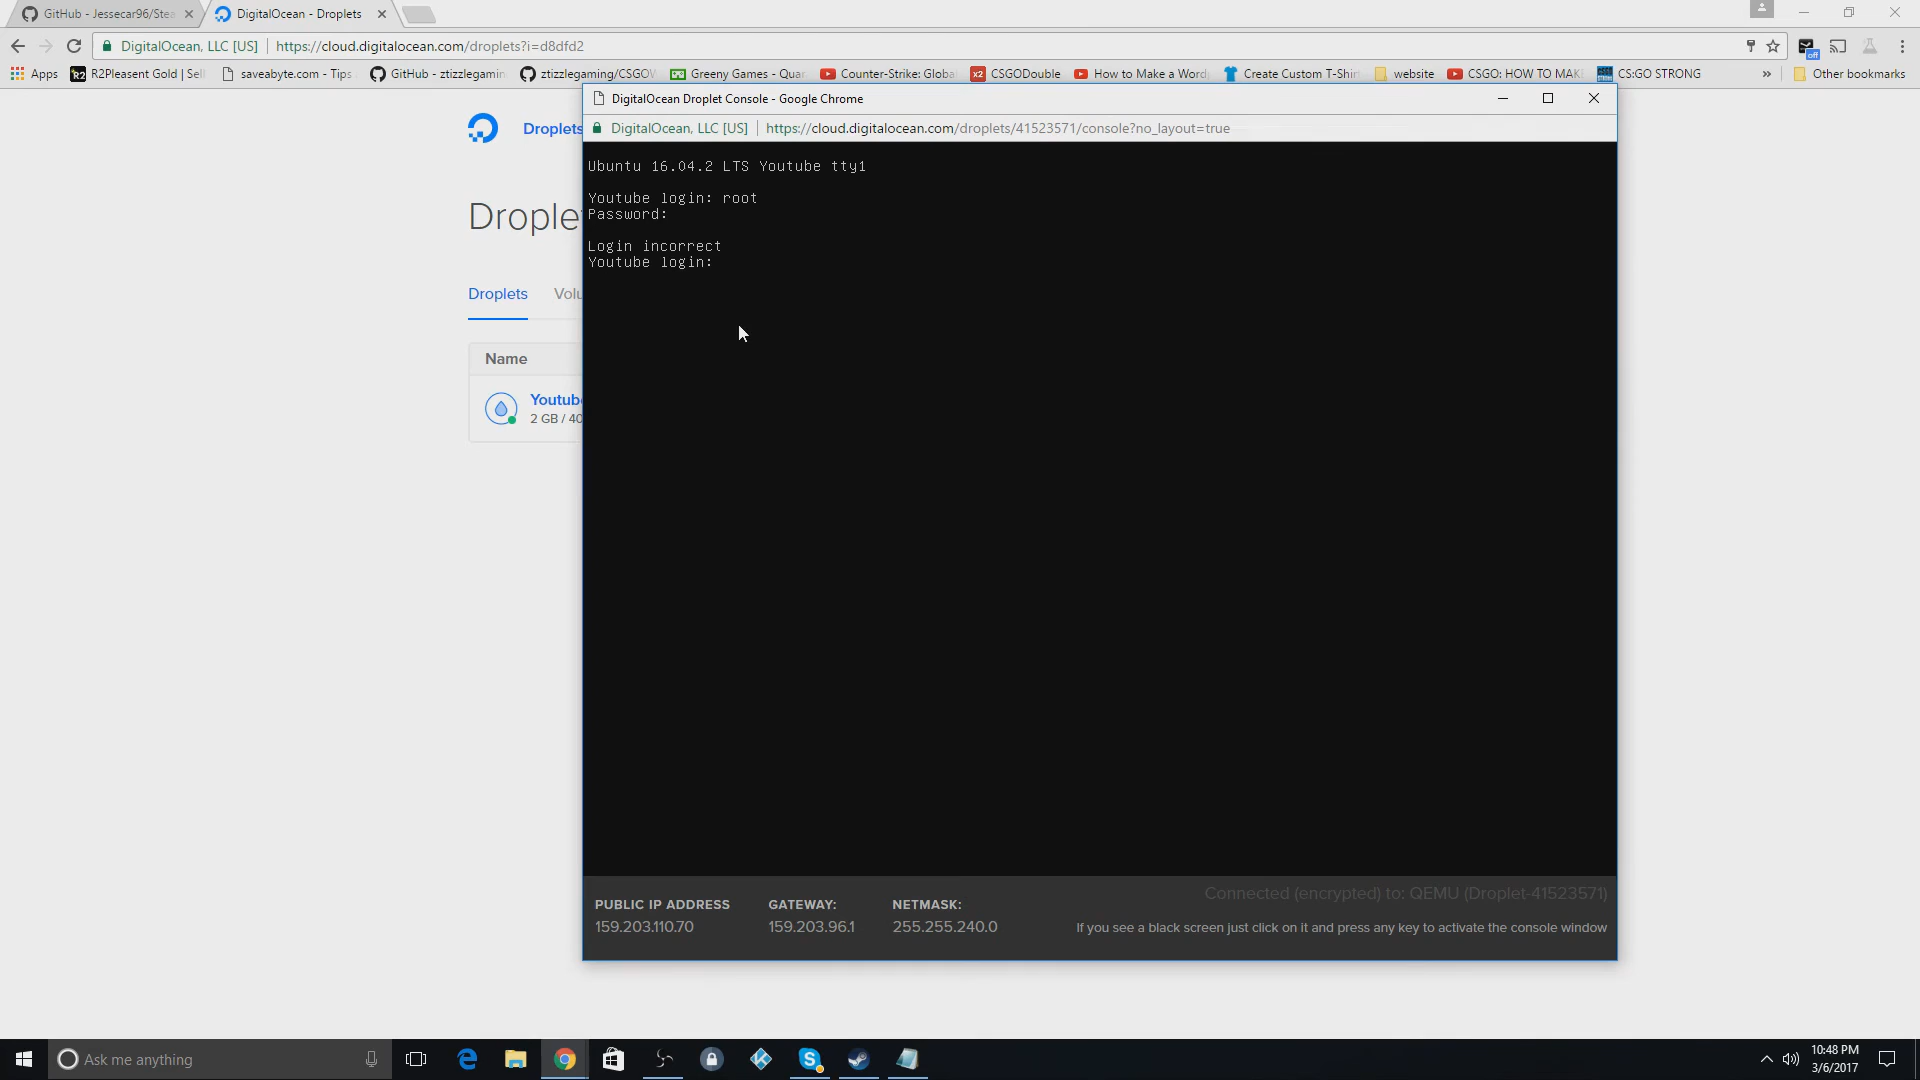 GitHub - Jessecar96/Stea
DigitalOcean - Droplets
DigitalOcean, LLC [US] | https://cloud.digitalocean.com/droplets?i=d8dfd2
Apps R2Pleasent Gold | Sell saveabyte.com - Tips GitHub - ztizzlegamin ztizzlegaming/CSGOW Greeny Games - Quar Counter-Strike: Globa CSGODouble How to Make a Word Create Custom T-Shir website CSGO: HOW TO MAK CS:GO STRONG » Other bookmarks
off
DigitalOcean Droplet Console - Google Chrome
DigitalOcean, LLC [US] | https://cloud.digitalocean.com/droplets/41523571/console?no_layout=true
Droplets
Drople
Droplets Volu
Name
Youtube
2 GB / 40
Ubuntu 16.04.2 LTS Youtube tty1
Youtube login: root
Password:
Login incorrect
Youtube login:
Connected (encrypted) to: QEMU (Droplet-41523571)
PUBLIC IP ADDRESS GATEWAY: NETMASK:
159.203.110.70 159.203.96.1 255.255.240.0
If you see a black screen just click on it and press any key to activate the console window
Ask me anything
10:48 PM
3/6/2017